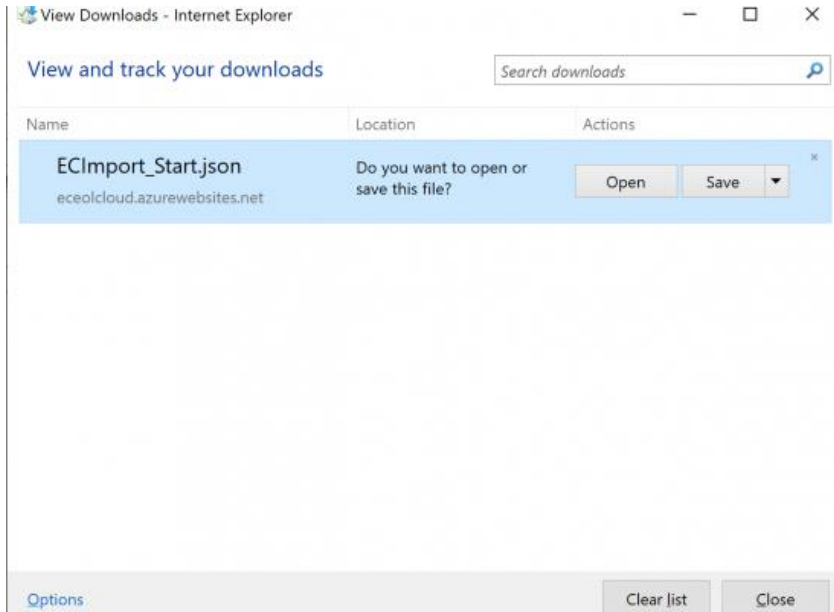 View Downloads - Internet Explorer
View and track your downloads
Search downloads
Name Location Actions
ECImport_Start.json
eceolcloud.azurewebsites.net
Do you want to open or
save this file?
Open Save
Options Clear list Close